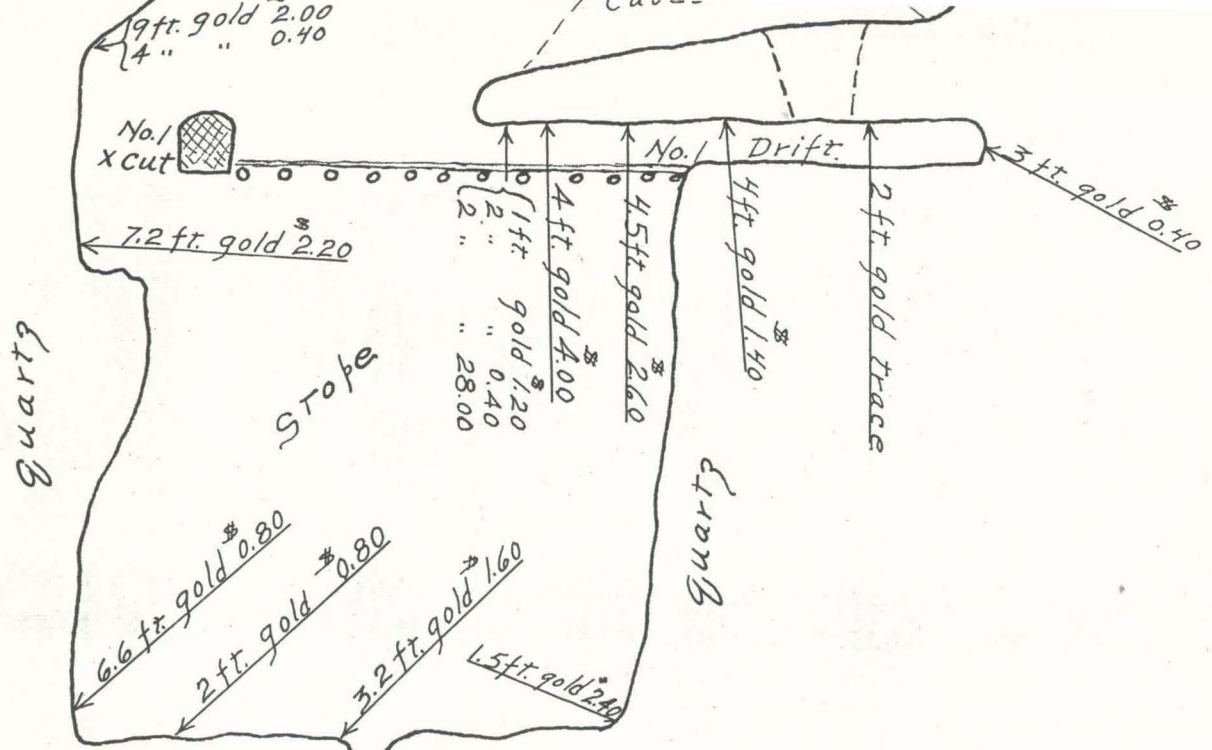 9 ft. gold 2.00
4 " " 0.40
No. 1
X cut
No. 1 Drift.
3 ft. gold $0.40
7.2 ft. gold $2.20
1 ft. gold $1.20
2 " " 0.40
2 " " 28.00
4 ft. gold $4.00
4.5 ft gold $2.60
4 ft. gold $1.40
2 ft gold trace
quartz
Stope
quartz
6.6 ft. gold $0.80
2 ft. gold $0.80
3.2 ft. gold $1.60
1.5 ft. gold $2.40